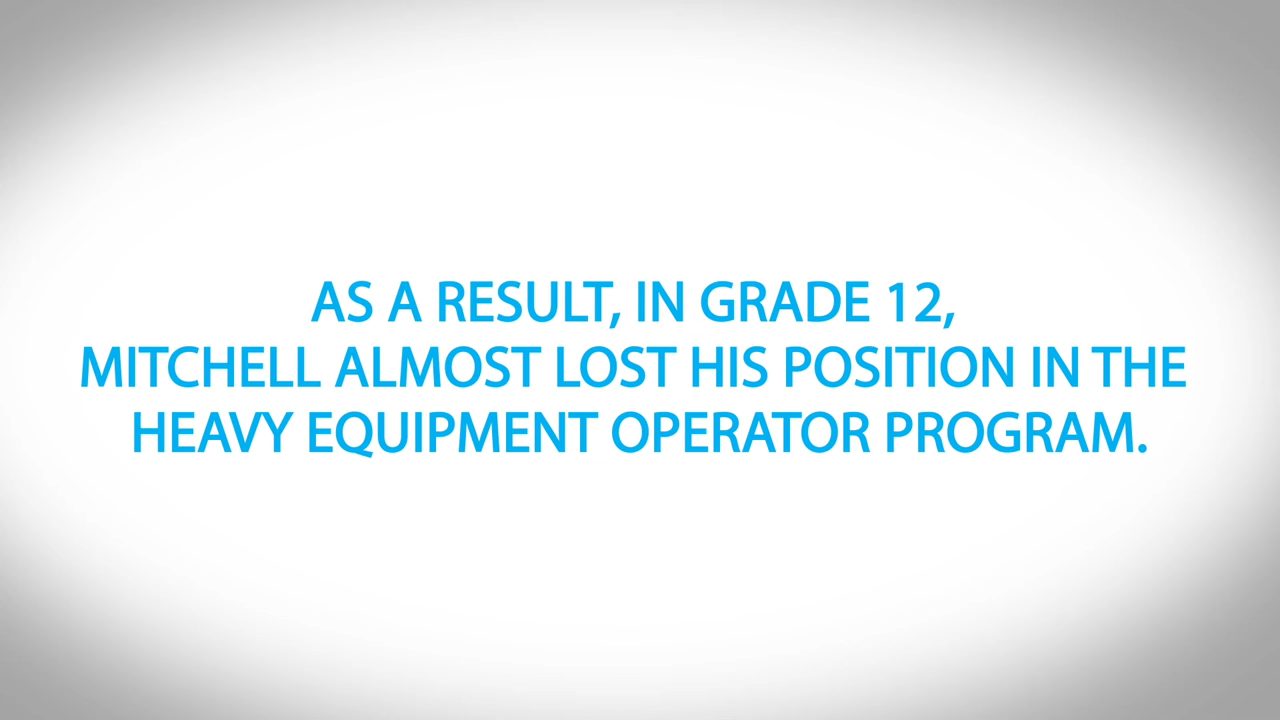 AS A RESULT, IN GRADE 12,
MITCHELL ALMOST LOST HIS POSITION IN THE
HEAVY EQUIPMENT OPERATOR PROGRAM.